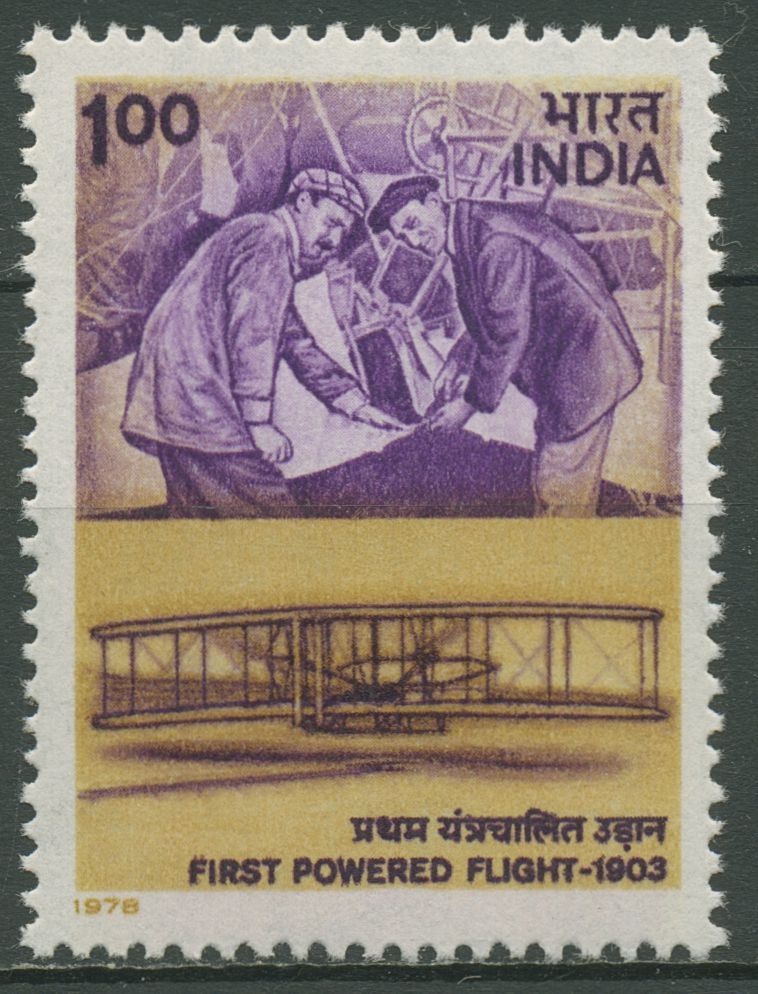 1.00
भारत
INDIA
प्रथम यंत्रचालित उड़ान
FIRST POWERED FLIGHT-1903
1978